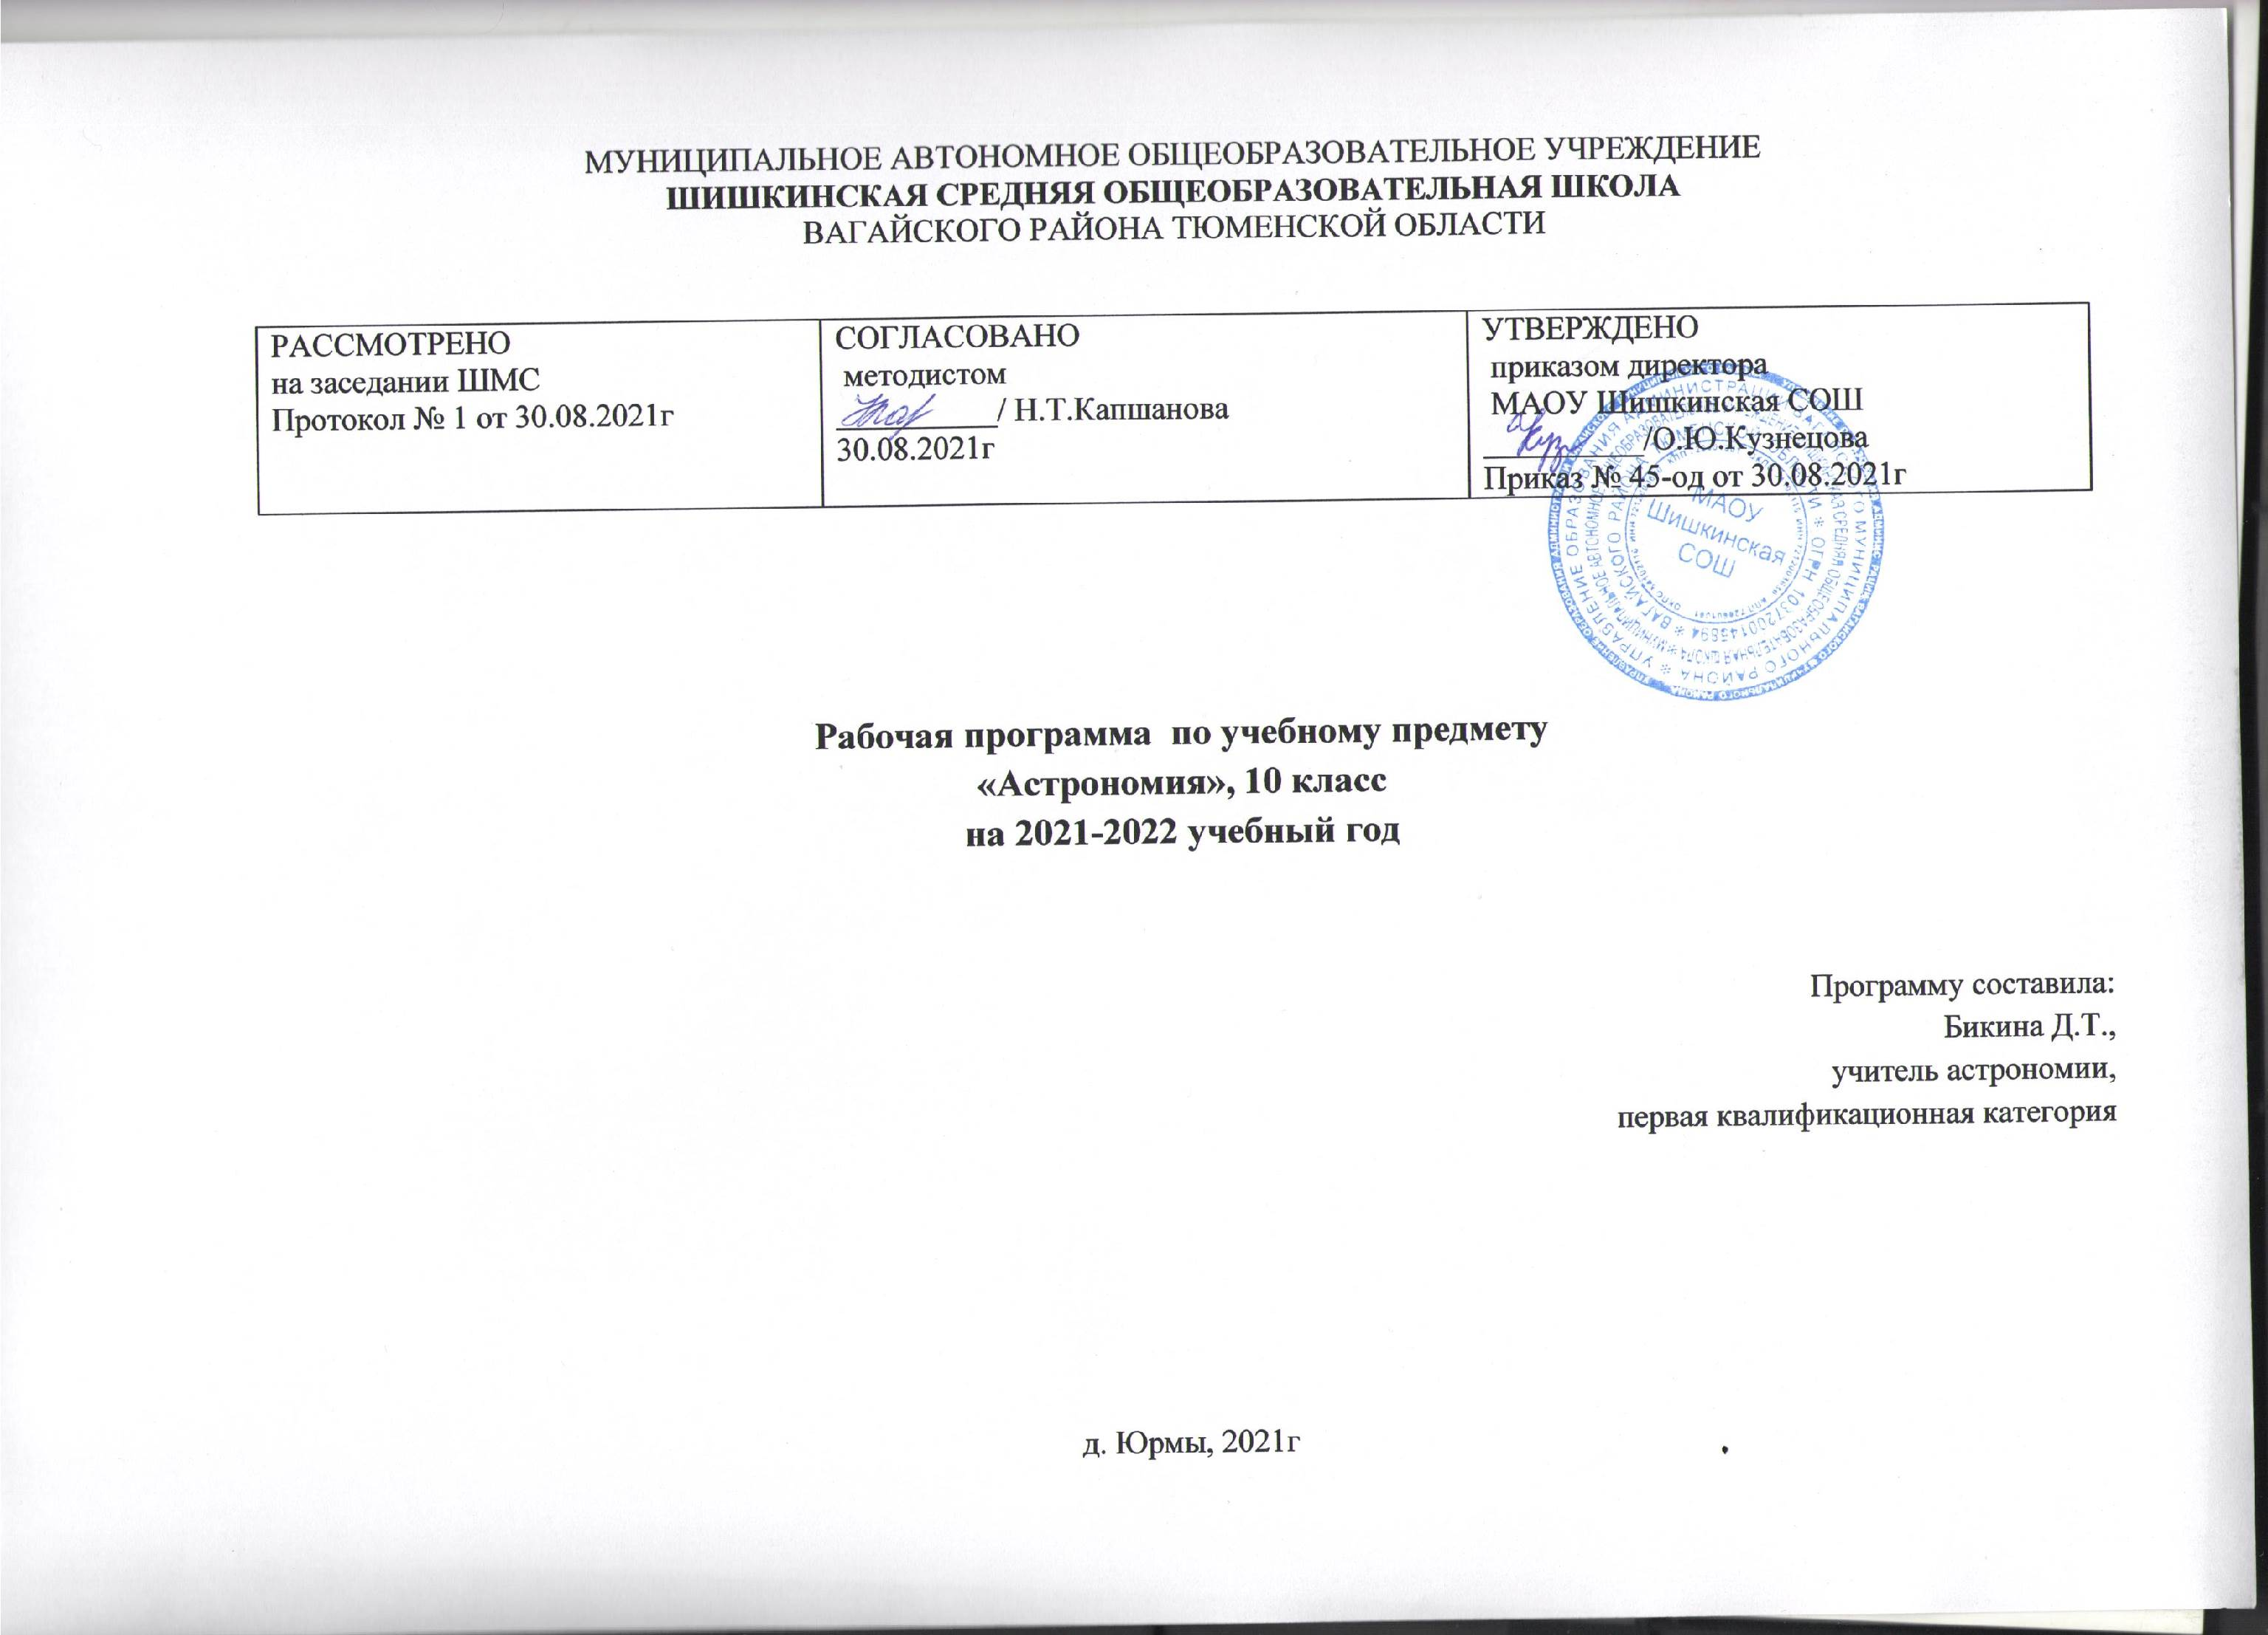 МУНИЦИПАЛЬНОЕ АВТОНОМНОЕ ОБЩЕОБРАЗОВАТЕЛЬНОЕ УЧРЕЖДЕНИЕ
ШИШКИНСКАЯ СРЕДНЯЯ ОБЩЕОБРАЗОВАТЕЛЬНАЯ ШКОЛА
ВАГАЙСКОГО РАЙОНА ТЮМЕНСКОЙ ОБЛАСТИ
РАССМОТРЕНО
на заседании ШМС
Протокол № 1 от 30.08.2021г
СОГЛАСОВАНО
методистом
__________/ Н.Т.Капшанова
30.08.2021г
УТВЕРЖДЕНО
приказом директора
МАОУ Шишкинская СОШ
__________/О.Ю.Кузнецова
Приказ № 45-од от 30.08.2021г
МАОУ
Шишкинская
СОШ
Рабочая программа по учебному предмету
«Астрономия», 10 класс
на 2021-2022 учебный год
Программу составила:
Бикина Д.Т.,
учитель астрономии,
первая квалификационная категория
д. Юрмы, 2021г